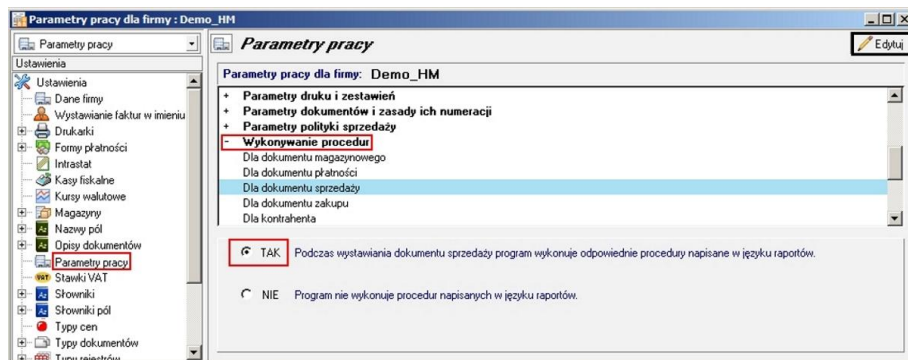 Parametry pracy dla firmy : Demo_HM
Parametry pracy
Ustawienia
Ustawienia
Dane firmy
Wystawianie faktur w imieniu
Drukarki
Formy płatności
Intrastat
Kasy fiskalne
Kursy walutowe
Magazyny
Nazwy pól
Opisy dokumentów
Parametry pracy
Stawki VAT
Słowniki
Słowniki pól
Typy cen
Typy dokumentów
Typy rejestrów
Parametry pracy
Edytuj
Parametry pracy dla firmy: Demo_HM
+ Parametry druku i zestawień
+ Parametry dokumentów i zasady ich numeracji
+ Parametry polityki sprzedaży
- Wykonywanie procedur
Dla dokumentu magazynowego
Dla dokumentu płatności
Dla dokumentu sprzedaży
Dla dokumentu zakupu
Dla kontrahenta
TAK Podczas wystawiania dokumentu sprzedaży program wykonuje odpowiednie procedury napisane w języku raportów.
NIE Program nie wykonuje procedur napisanych w języku raportów.